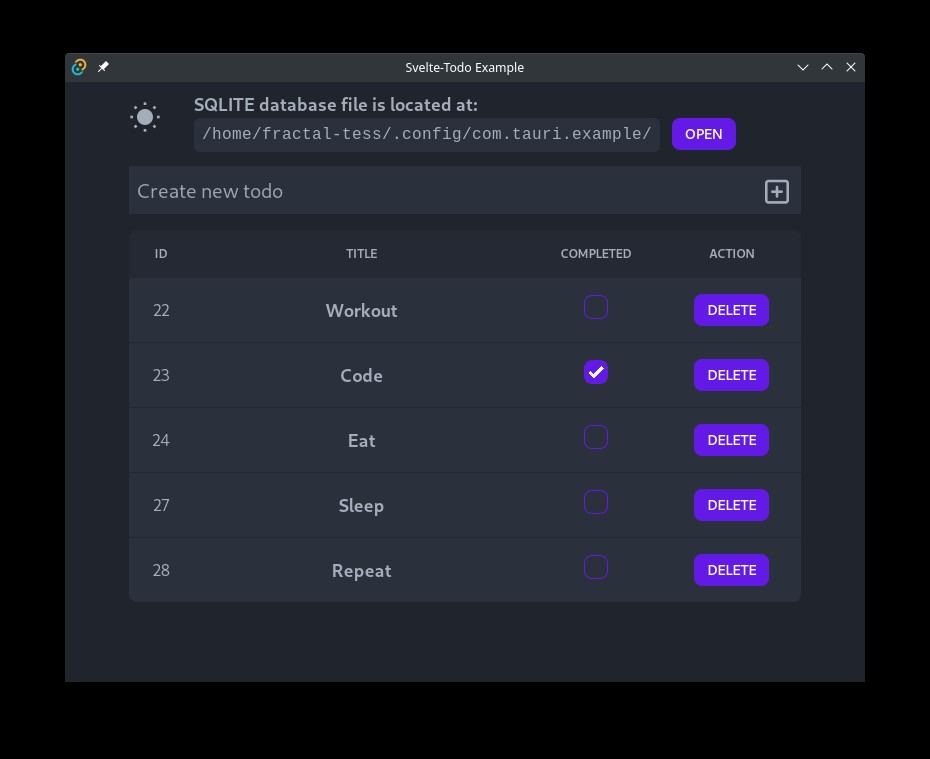 Svelte-Todo Example
SQLITE database file is located at:
/home/fractal-tess/.config/com.tauri.example/ OPEN
Create new todo
ID TITLE COMPLETED ACTION
22 Workout DELETE
23 Code DELETE
24 Eat DELETE
27 Sleep DELETE
28 Repeat DELETE